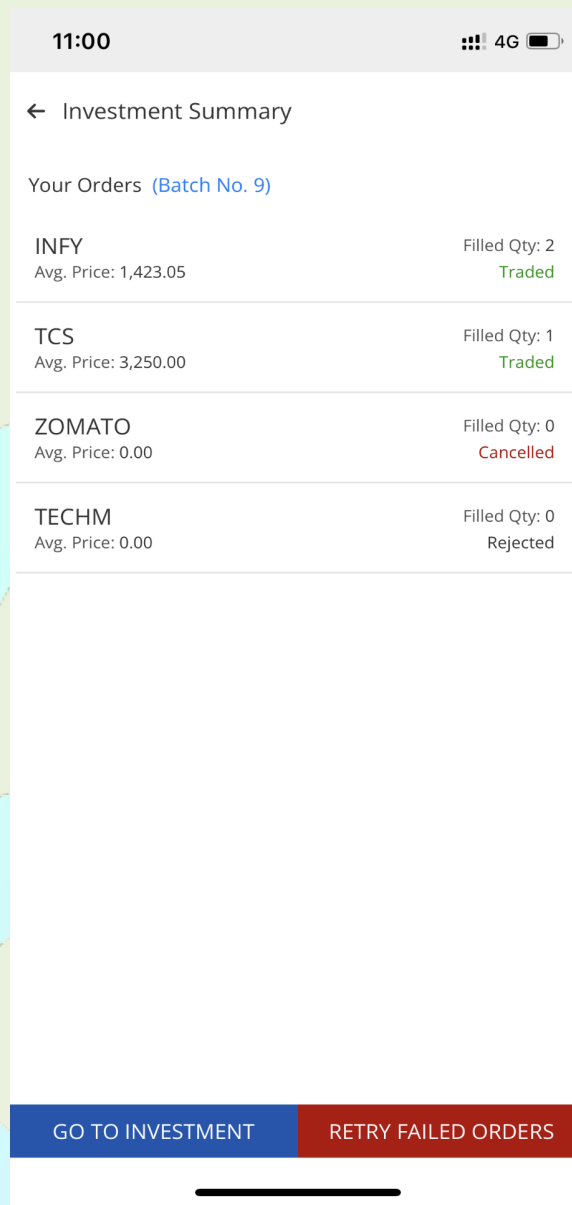 11:00 4G
Investment Summary
Your Orders (Batch No. 9)
INFY Filled Qty: 2
Avg. Price: 1,423.05 Traded
TCS Filled Qty: 1
Avg. Price: 3,250.00 Traded
ZOMATO Filled Qty: 0
Avg. Price: 0.00 Cancelled
TECHM Filled Qty: 0
Avg. Price: 0.00 Rejected
GO TO INVESTMENT RETRY FAILED ORDERS